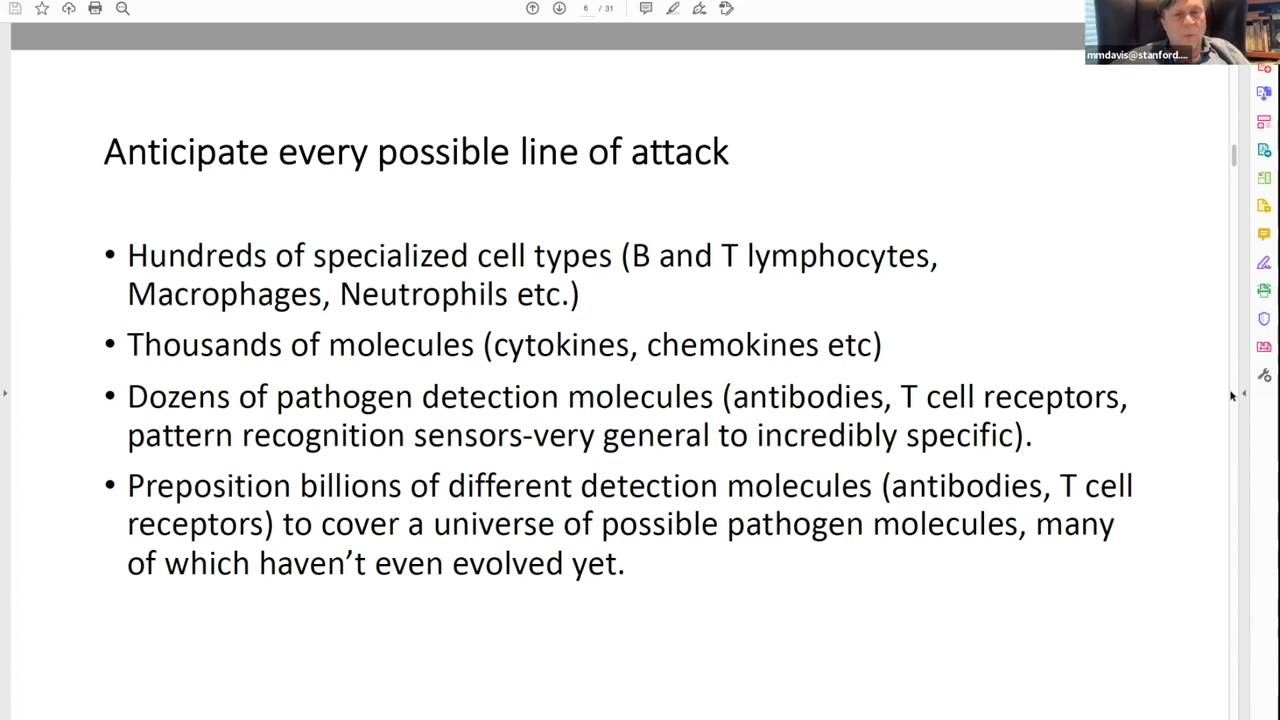 6 / 31
mmdavis@stanford....
Anticipate every possible line of attack
• Hundreds of specialized cell types (B and T lymphocytes,
Macrophages, Neutrophils etc.)
• Thousands of molecules (cytokines, chemokines etc)
• Dozens of pathogen detection molecules (antibodies, T cell receptors,
pattern recognition sensors-very general to incredibly specific).
• Preposition billions of different detection molecules (antibodies, T cell
receptors) to cover a universe of possible pathogen molecules, many
of which haven’t even evolved yet.